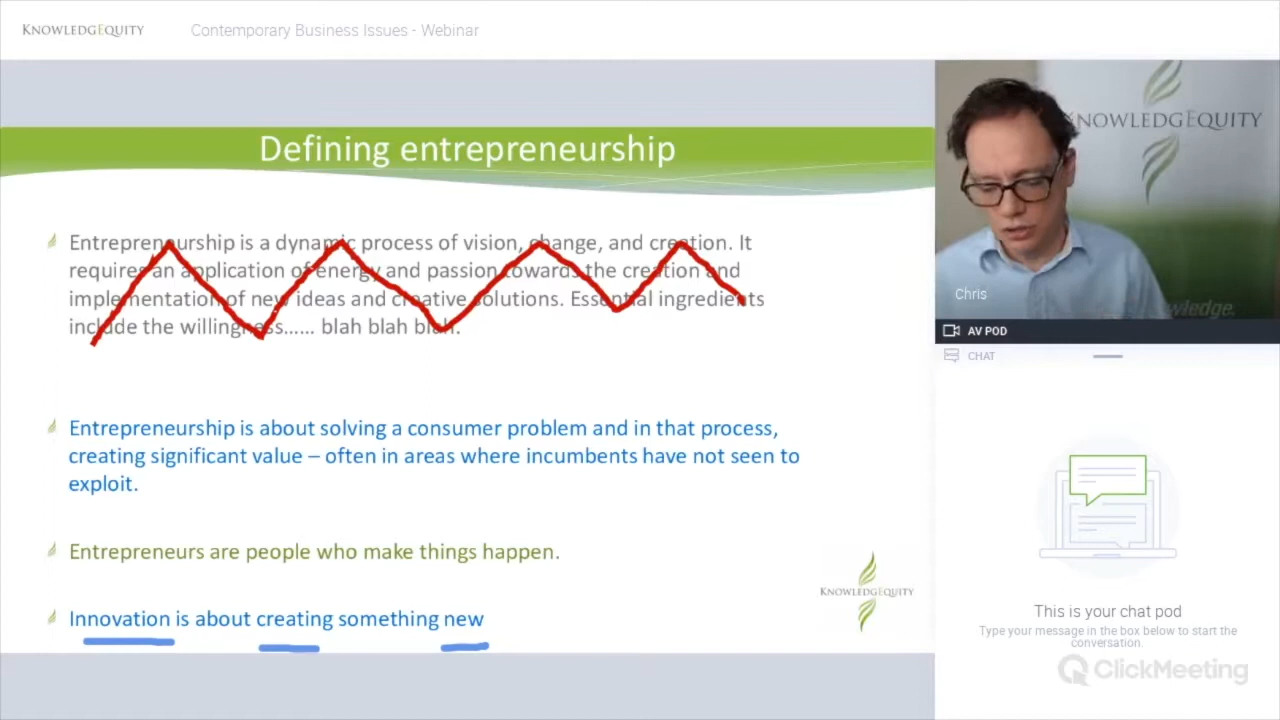 KNOWLEDGEQUITY
Contemporary Business Issues - Webinar
Defining entrepreneurship
Entrepreneurship is a dynamic process of vision, change, and creation. It
requires an application of energy and passion towards the creation and
implementation of new ideas and creative solutions. Essential ingredients
include the willingness…… blah blah blah.
Entrepreneurship is about solving a consumer problem and in that process,
creating significant value – often in areas where incumbents have not seen to
exploit.
Entrepreneurs are people who make things happen.
Innovation is about creating something new
KNOWLEDGEQUITY
KNOWLEDGEQUITY
wledge.
Chris
AV POD
CHAT
This is your chat pod
Type your message in the box below to start the
conversation.
ClickMeeting